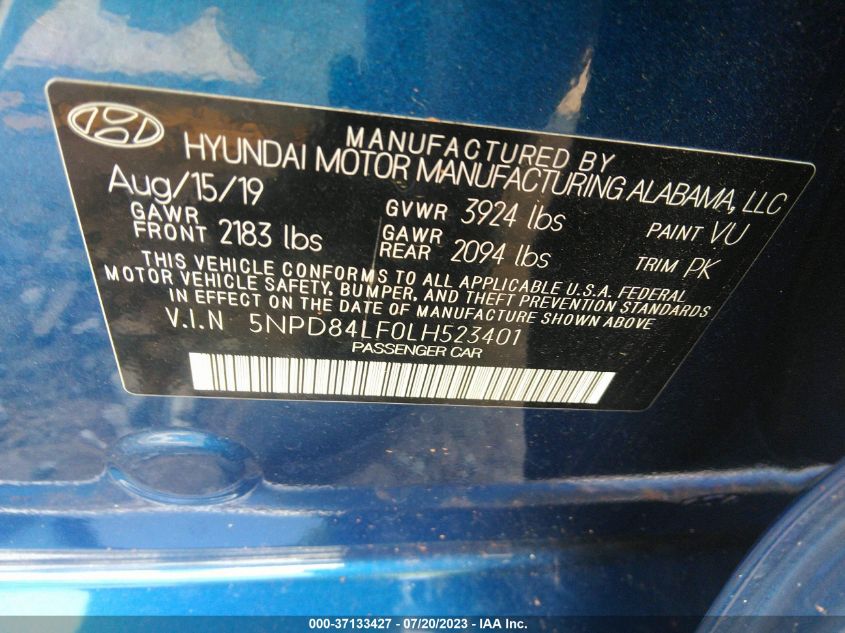 MANUFACTURED BY
HYUNDAI MOTOR MANUFACTURING ALABAMA, LLC
Aug/15/19 GVWR 3924 lbs PAINT VU
GAWR FRONT 2183 lbs GAWR REAR 2094 lbs TRIM PK
THIS VEHICLE CONFORMS TO ALL APPLICABLE U.S.A. FEDERAL
MOTOR VEHICLE SAFETY, BUMPER, AND THEFT PREVENTION STANDARDS
IN EFFECT ON THE DATE OF MANUFACTURE SHOWN ABOVE
V.I.N 5NPD84LF0LH523401
PASSENGER CAR
000-37133427 - 07/20/2023 - IAA Inc.